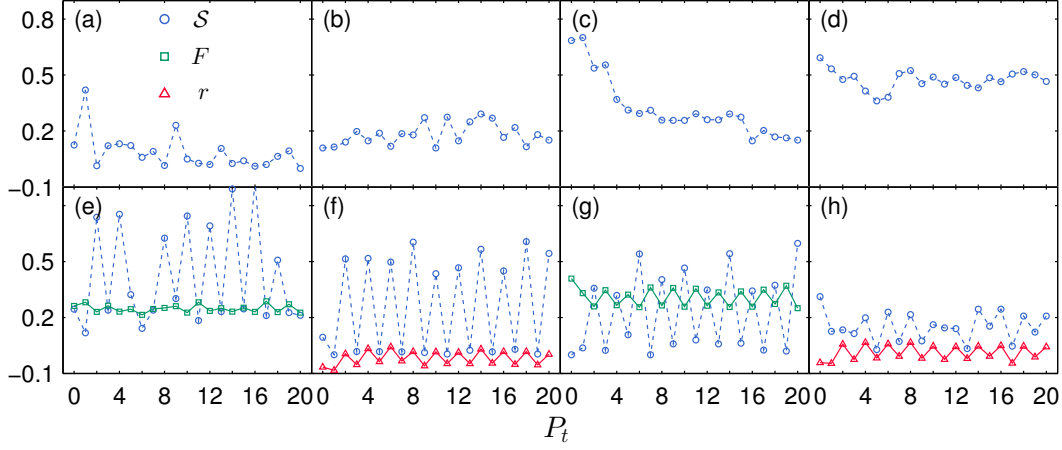 (a) (b) (c) (d)
0.8 0.5 0.2 −0.1
S
F
r
(e) (f) (g) (h)
0.5 0.2 −0.1
0 4 8 12 16 20 0 4 8 12 16 20 0 4 8 12 16 20 0 4 8 12 16 20
P_t